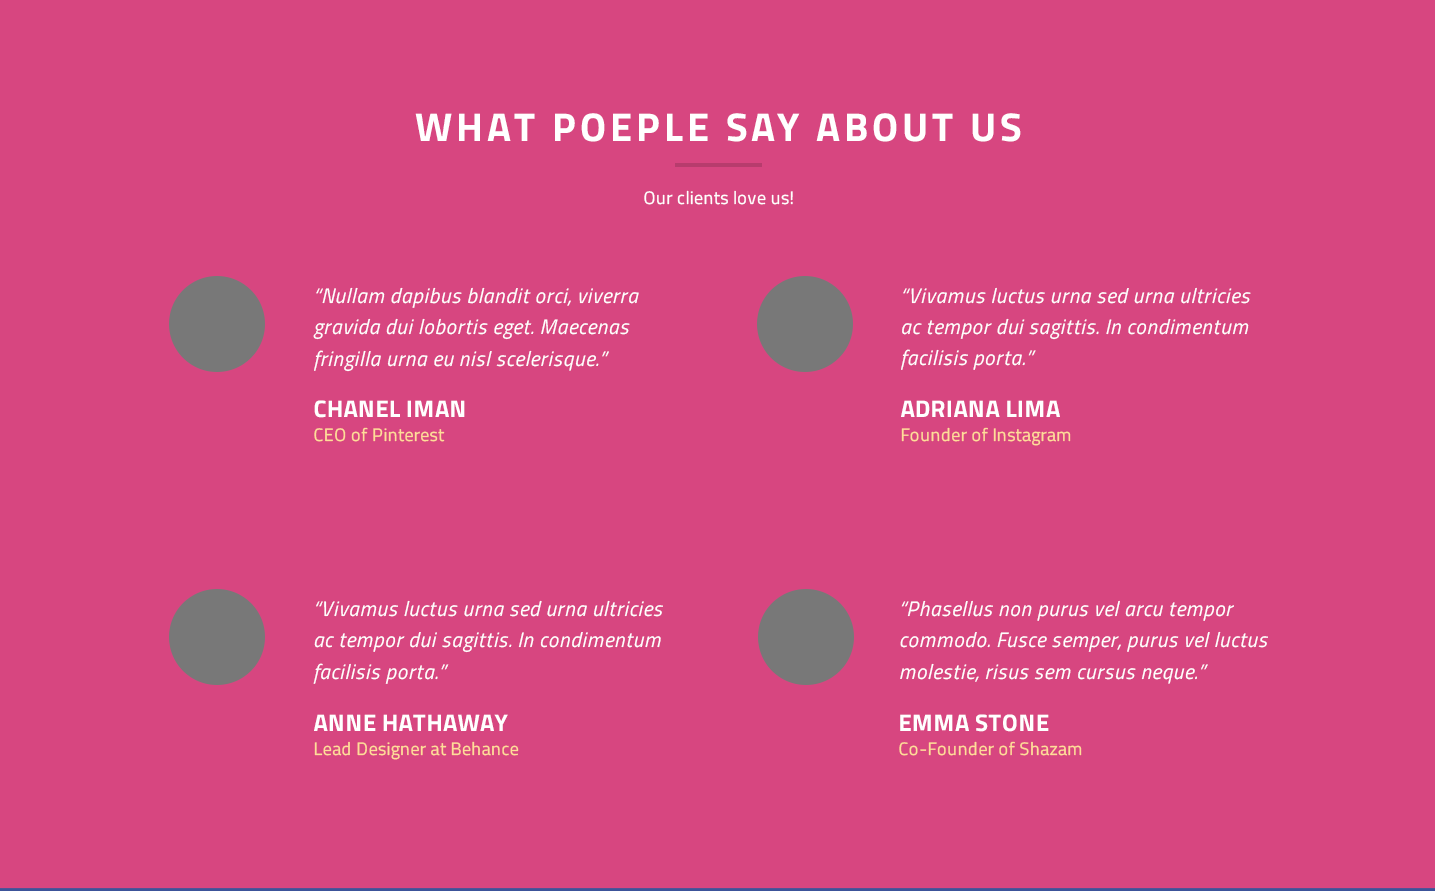 WHAT POEPLE SAY ABOUT US
Our clients love us!
“Nullam dapibus blandit orci, viverra
gravida dui lobortis eget. Maecenas
fringilla urna eu nisl scelerisque.”
CHANEL IMAN
CEO of Pinterest
“Vivamus luctus urna sed urna ultricies
ac tempor dui sagittis. In condimentum
facilisis porta.”
ADRIANA LIMA
Founder of Instagram
“Vivamus luctus urna sed urna ultricies
ac tempor dui sagittis. In condimentum
facilisis porta.”
ANNE HATHAWAY
Lead Designer at Behance
“Phasellus non purus vel arcu tempor
commodo. Fusce semper, purus vel luctus
molestie, risus sem cursus neque.”
EMMA STONE
Co-Founder of Shazam